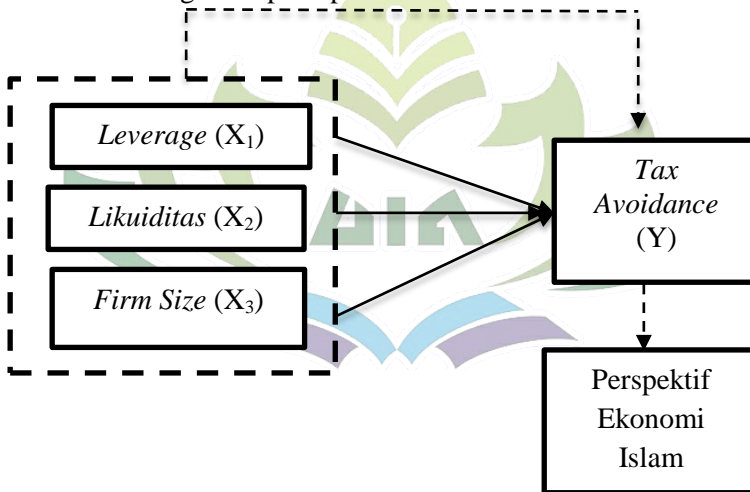 Leverage (X₁)
Likuiditas (X₂)
Firm Size (X₃)
Tax
Avoidance
(Y)
Perspektif
Ekonomi
Islam